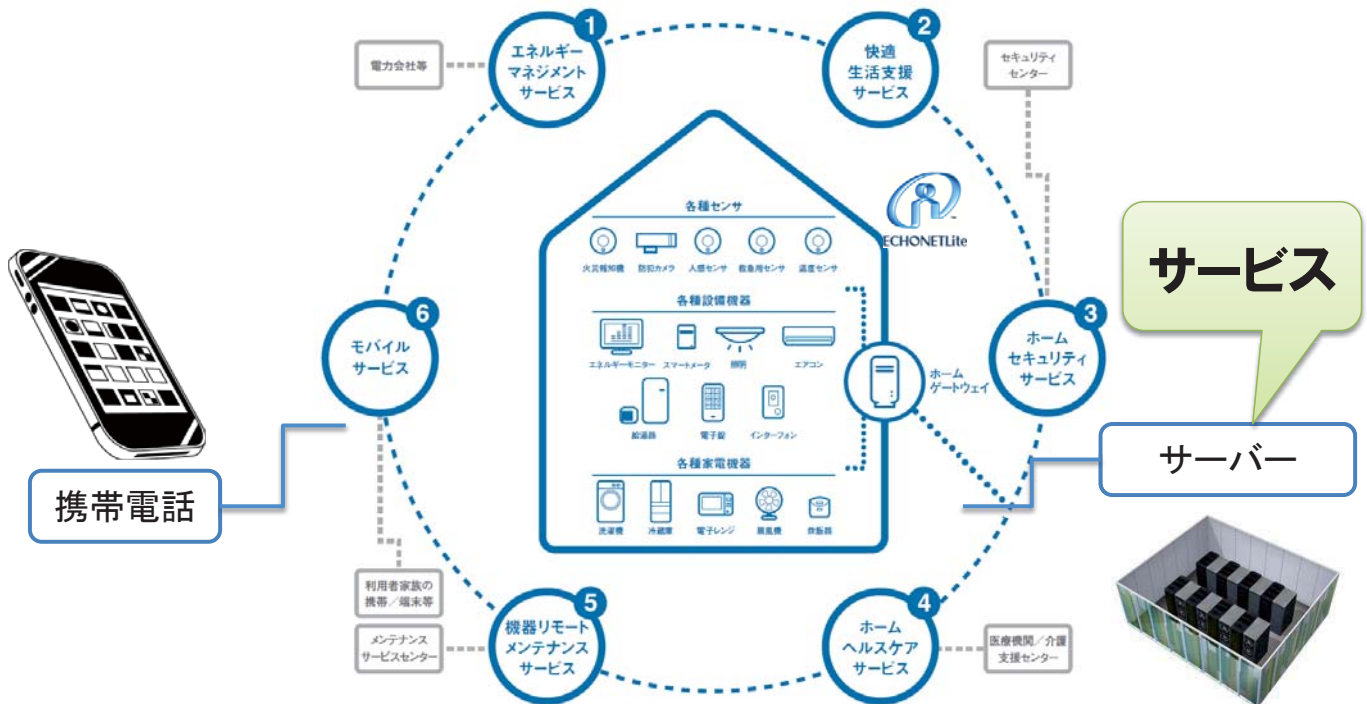 1
エネルギー
マネジメント
サービス
電力会社等
2
快適
生活支援
サービス
セキュリティ
センター
各種センサ
火災報知機 防犯カメラ 人感センサ 救急用センサ 温度センサ
ECHONETLite
サービス
各種設備機器
エネルギーモニター スマートメータ 照明 エアコン
給湯器 電子錠 インターフォン
6
モバイル
サービス
ホーム
ゲートウェイ
3
ホーム
セキュリティ
サービス
サーバー
携帯電話
各種家電機器
洗濯機 冷蔵庫 電子レンジ 扇風機 炊飯器
利用者家族の
携帯/端末等
メンテナンス
サービスセンター
5
機器リモート
メンテナンス
サービス
4
ホーム
ヘルスケア
サービス
医療機関/介護
支援センター